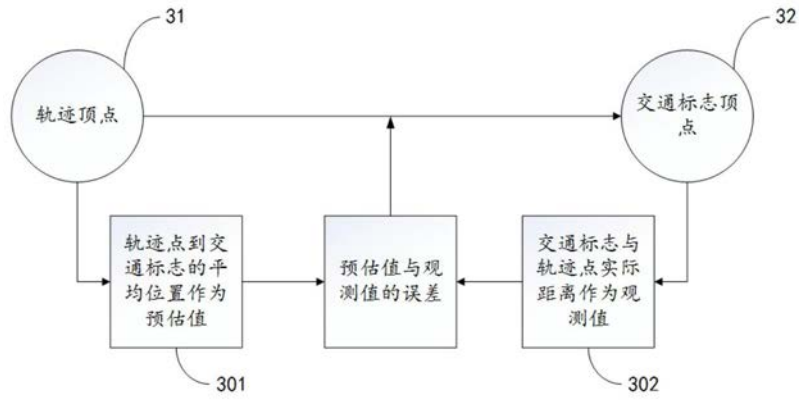 31
32
轨迹顶点
交通标志顶
点
轨迹点到交
通标志的平
均位置作为
预估值
预估值与观
测值的误差
交通标志与
轨迹点实际
距离作为观
测值
301
302